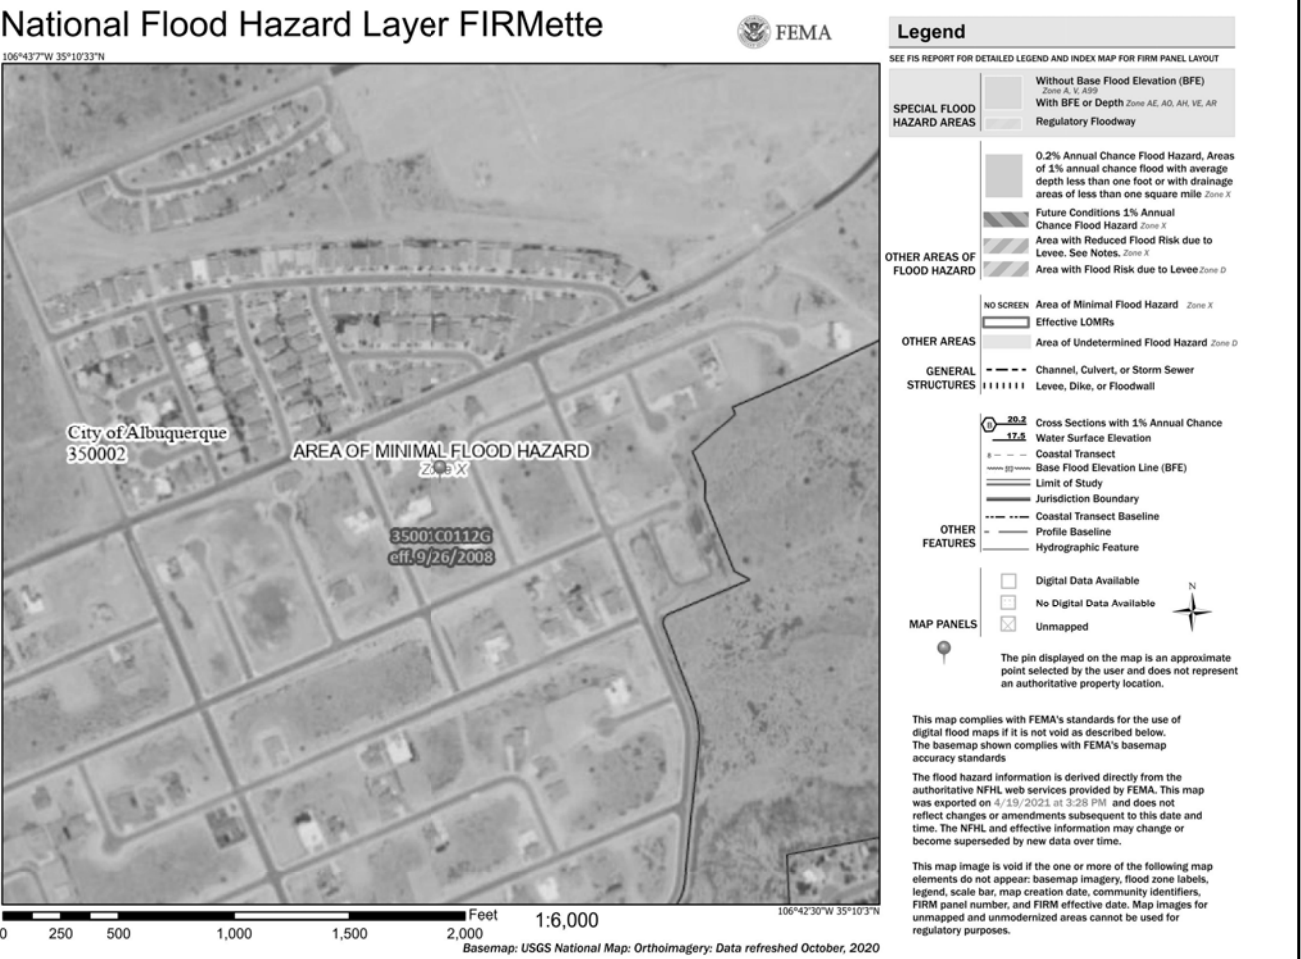 National Flood Hazard Layer FIRMette
FEMA
106°43'7"W 35°10'33"N
City of Albuquerque
350002
AREA OF MINIMAL FLOOD HAZARD
Zone X
35001C0112G
eff. 9/26/2008
106°42'30"W 35°10'3"N
Feet
1:6,000
0
250
500
1,000
1,500
2,000
Basemap: USGS National Map: Orthoimagery: Data refreshed October, 2020
Legend
SEE FIS REPORT FOR DETAILED LEGEND AND INDEX MAP FOR FIRM PANEL LAYOUT
SPECIAL FLOOD
HAZARD AREAS
Without Base Flood Elevation (BFE)
Zone A, V, A99
With BFE or Depth Zone AE, AO, AH, VE, AR
Regulatory Floodway
OTHER AREAS OF
FLOOD HAZARD
0.2% Annual Chance Flood Hazard, Areas
of 1% annual chance flood with average
depth less than one foot or with drainage
areas of less than one square mile Zone X
Future Conditions 1% Annual
Chance Flood Hazard Zone X
Area with Reduced Flood Risk due to
Levee. See Notes. Zone X
Area with Flood Risk due to Levee Zone D
OTHER AREAS
NO SCREEN Area of Minimal Flood Hazard Zone X
Effective LOMRs
Area of Undetermined Flood Hazard Zone D
GENERAL
STRUCTURES
Channel, Culvert, or Storm Sewer
Levee, Dike, or Floodwall
OTHER
FEATURES
B 20.2 Cross Sections with 1% Annual Chance
17.5 Water Surface Elevation
8 Coastal Transect
513 Base Flood Elevation Line (BFE)
Limit of Study
Jurisdiction Boundary
Coastal Transect Baseline
Profile Baseline
Hydrographic Feature
MAP PANELS
Digital Data Available
No Digital Data Available
Unmapped
N
The pin displayed on the map is an approximate
point selected by the user and does not represent
an authoritative property location.
This map complies with FEMA's standards for the use of
digital flood maps if it is not void as described below.
The basemap shown complies with FEMA's basemap
accuracy standards
The flood hazard information is derived directly from the
authoritative NFHL web services provided by FEMA. This map
was exported on 4/19/2021 at 3:28 PM and does not
reflect changes or amendments subsequent to this date and
time. The NFHL and effective information may change or
become superseded by new data over time.
This map image is void if the one or more of the following map
elements do not appear: basemap imagery, flood zone labels,
legend, scale bar, map creation date, community identifiers,
FIRM panel number, and FIRM effective date. Map images for
unmapped and unmodernized areas cannot be used for
regulatory purposes.